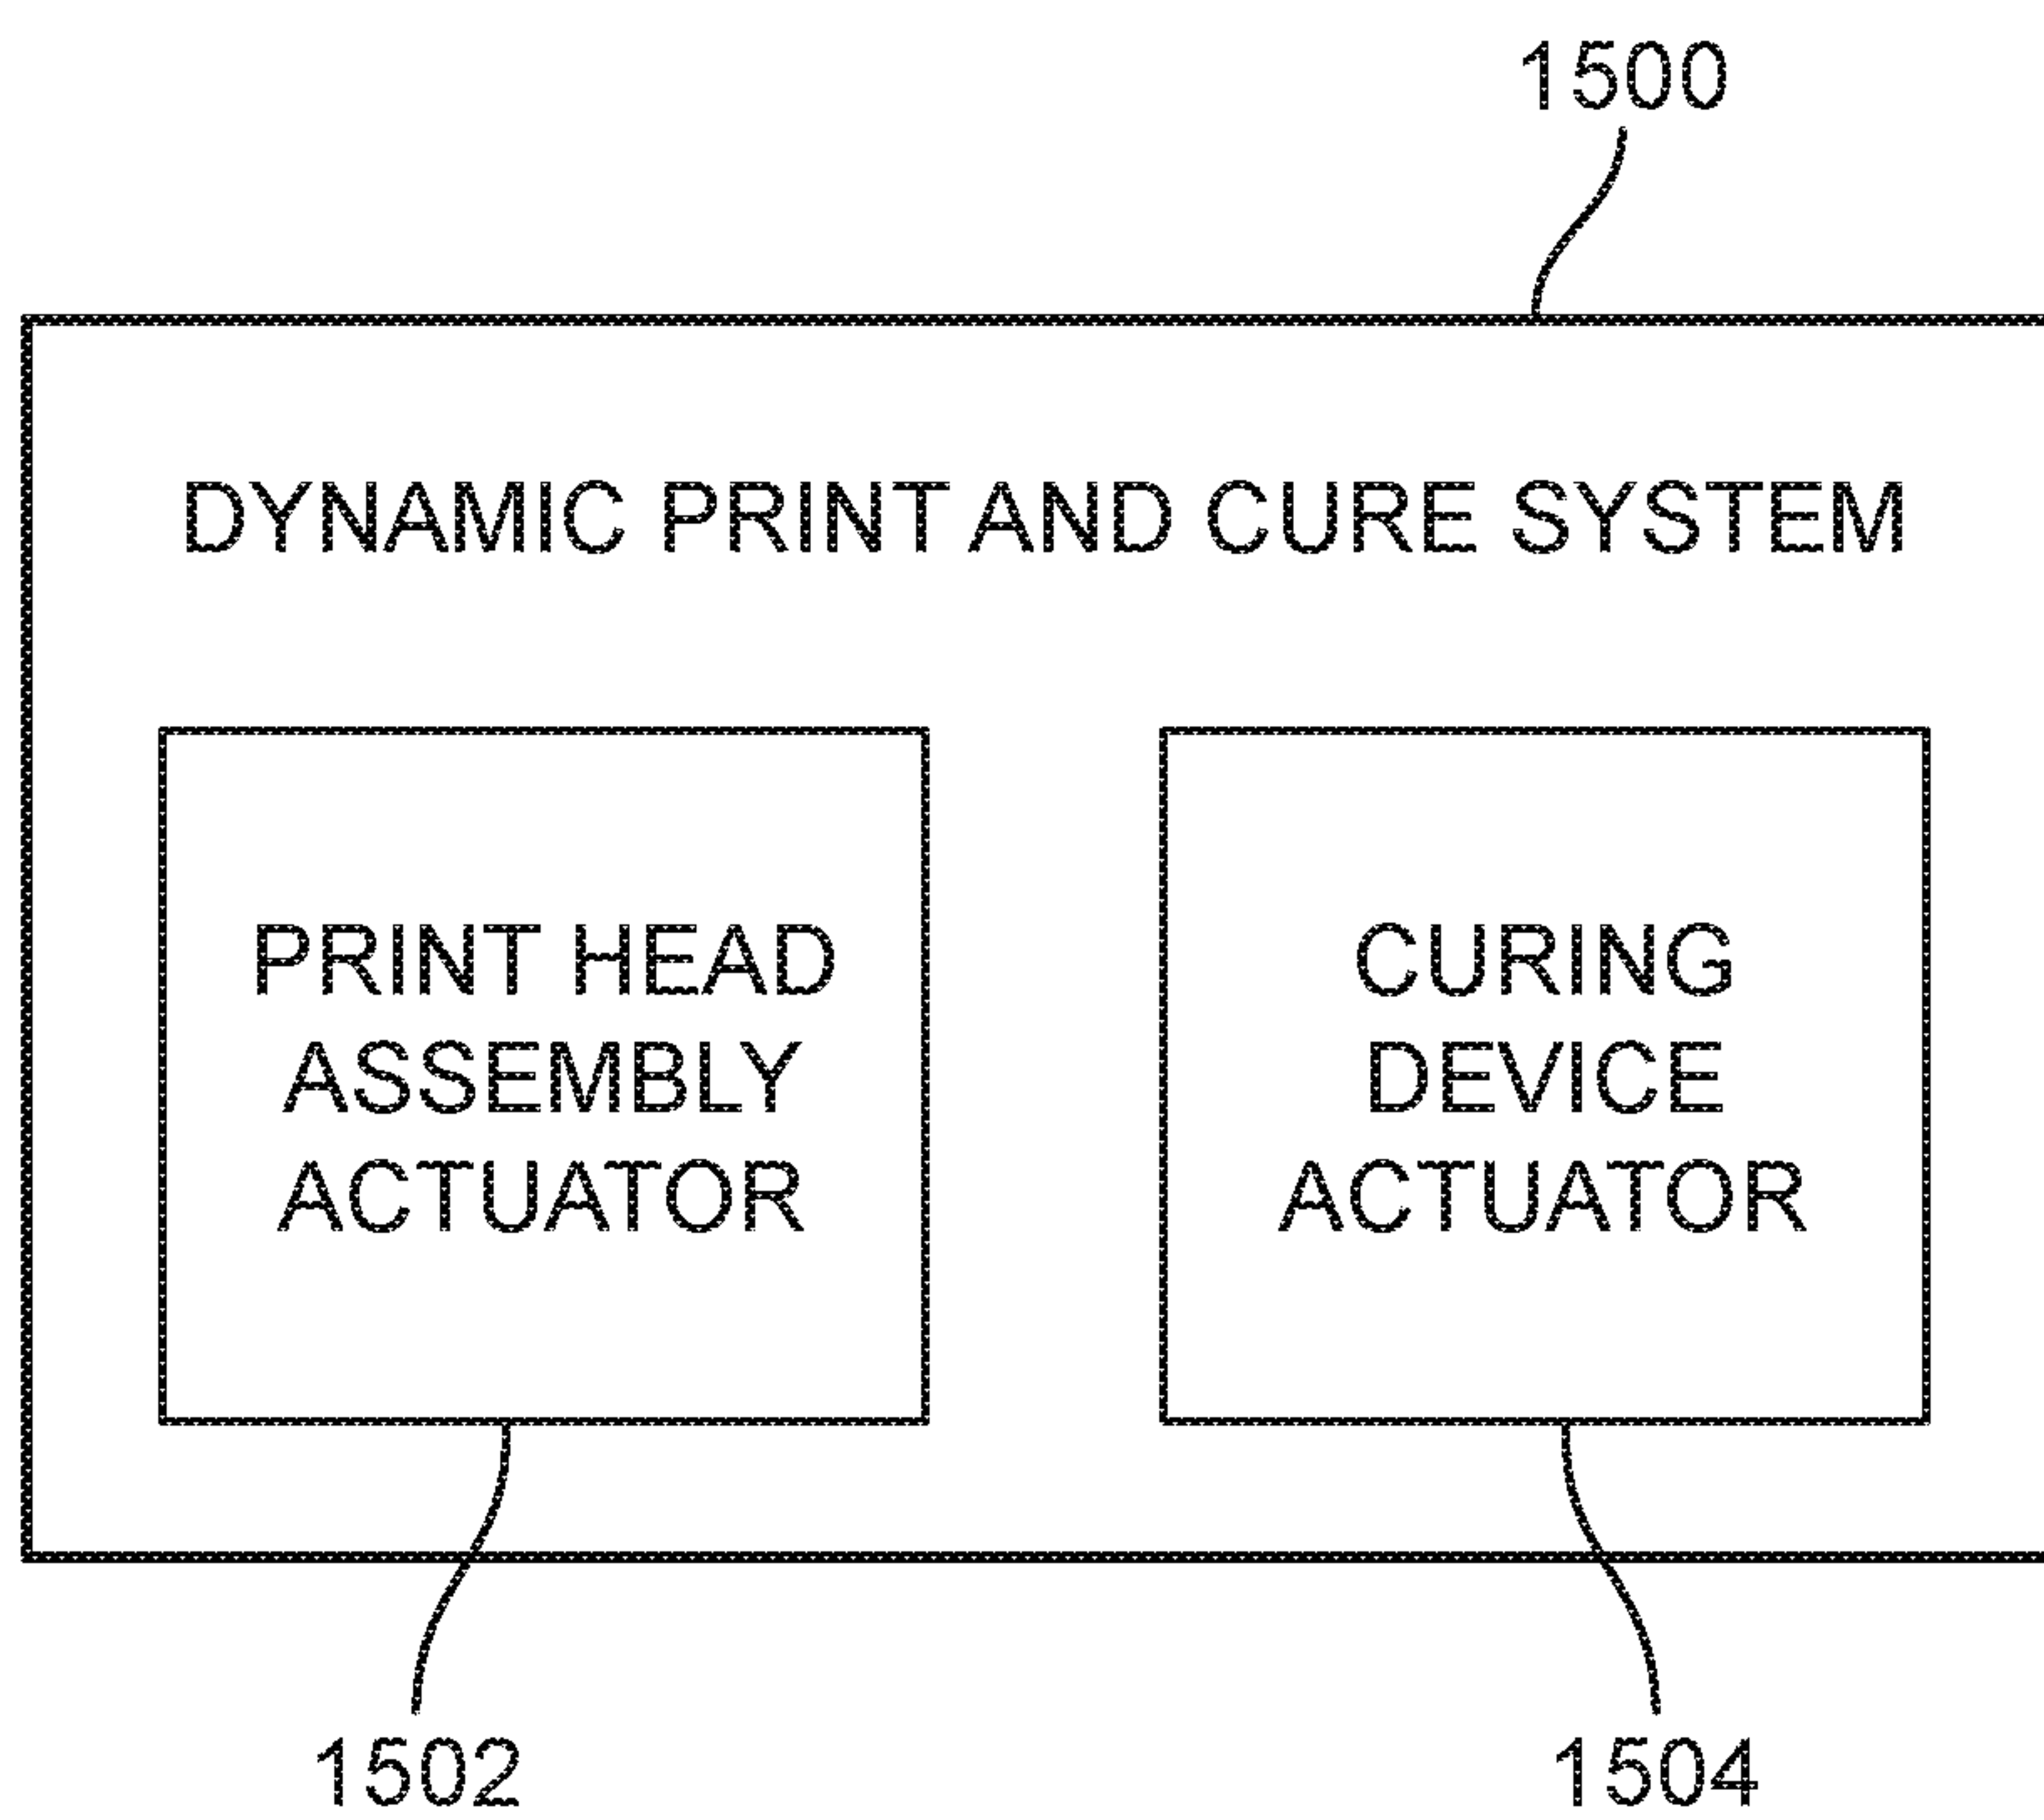 1500
DYNAMIC PRINT AND CURE SYSTEM
PRINT HEAD
ASSEMBLY
ACTUATOR
CURING
DEVICE
ACTUATOR
1502
1504